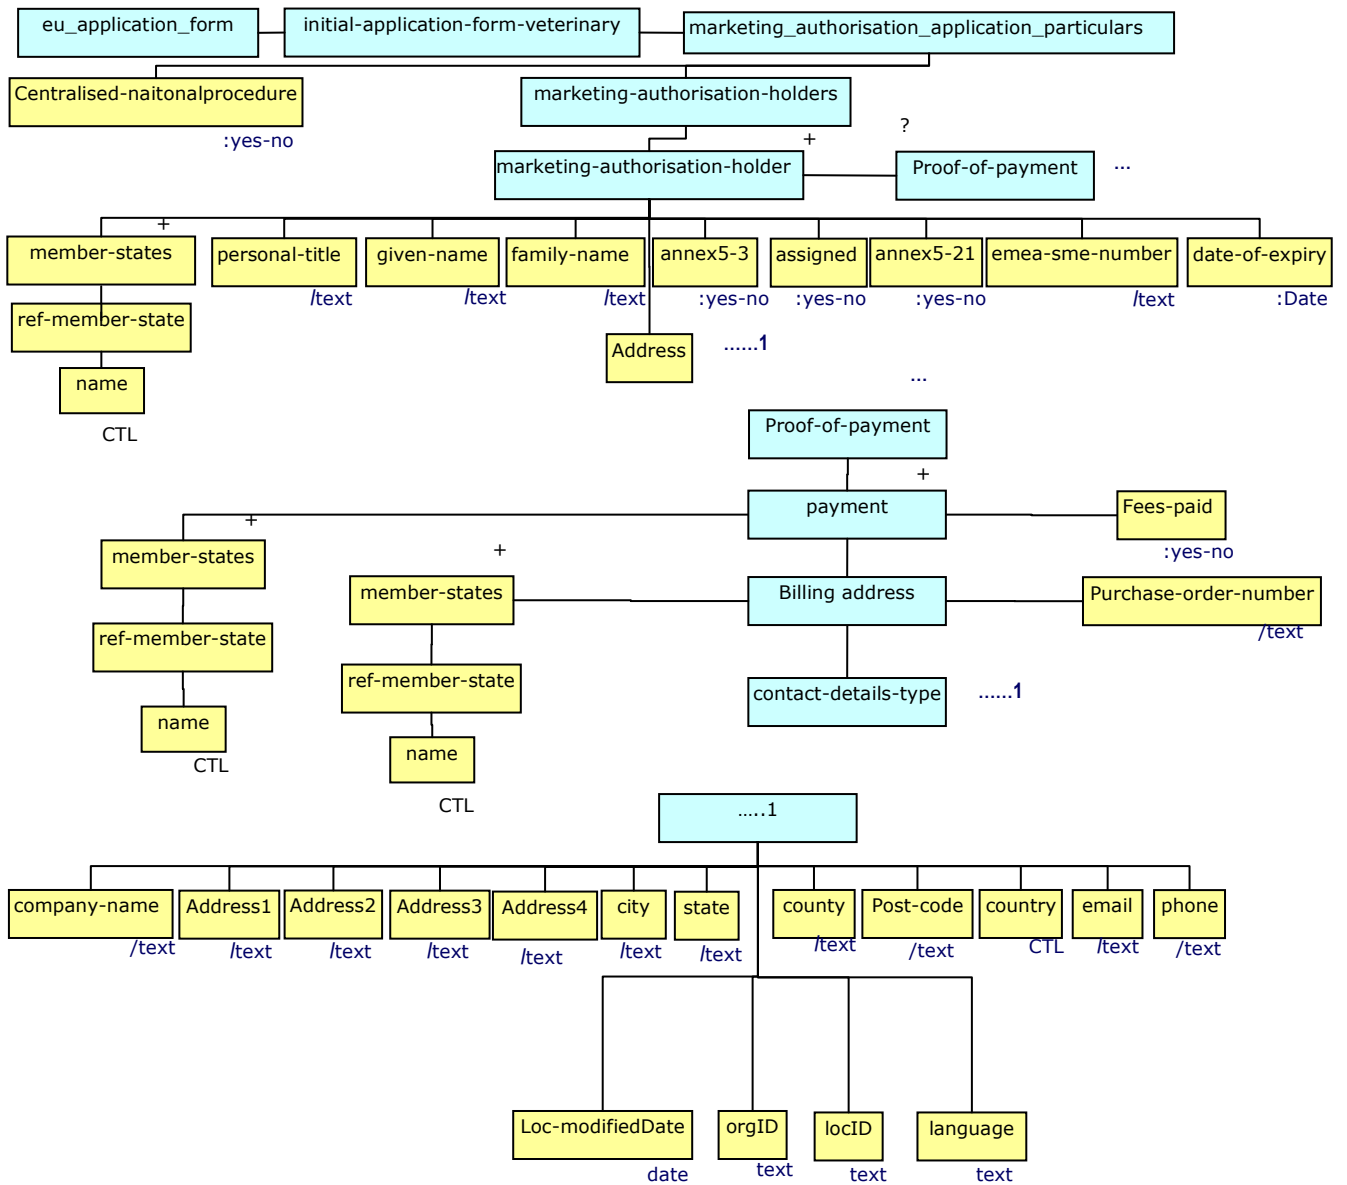 eu_application_form
initial-application-form-veterinary
marketing_authorisation_application_particulars
Centralised-naitonalprocedure
:yes-no
marketing-authorisation-holders
?
+
marketing-authorisation-holder
Proof-of-payment
...
+
member-states
personal-title
given-name
family-name
annex5-3
assigned
annex5-21
emea-sme-number
date-of-expiry
/text
/text
/text
:yes-no
:yes-no
:yes-no
/text
:Date
ref-member-state
Address
......1
name
...
CTL
Proof-of-payment
+
payment
Fees-paid
:yes-no
+
member-states
+
member-states
Billing address
Purchase-order-number
/text
ref-member-state
ref-member-state
contact-details-type
......1
name
CTL
name
CTL
.....1
company-name
Address1
Address2
Address3
Address4
city
state
county
Post-code
country
email
phone
/text
/text
/text
/text
/text
/text
/text
/text
/text
CTL
/text
/text
Loc-modifiedDate
orgID
locID
language
date
text
text
text